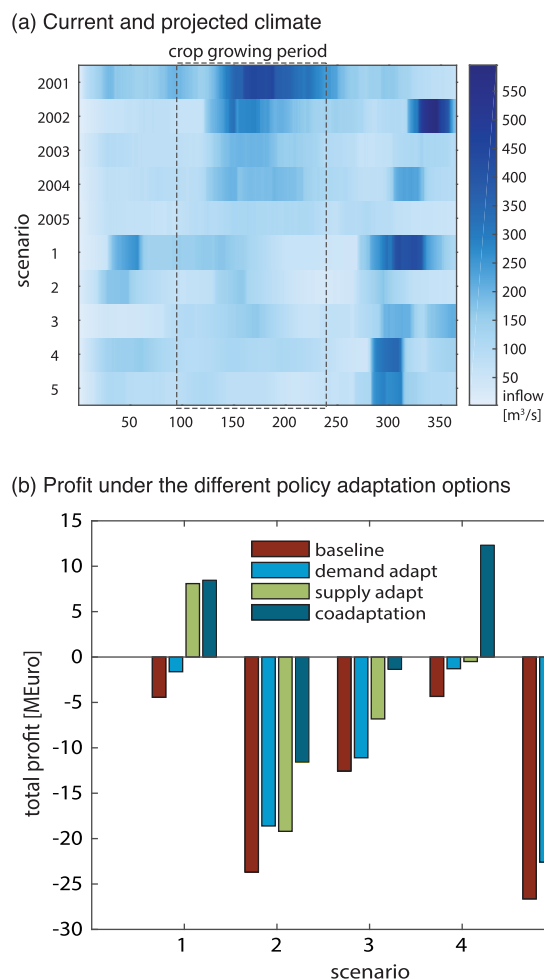 (a) Current and projected climate
crop growing period
2001
2002
2003
2004
2005
1
2
3
4
5
scenario
50 100 150 200 250 300 350
550
500
450
400
350
300
250
200
150
100
50
inflow
[m³/s]
(b) Profit under the different policy adaptation options
15
10
5
0
-5
-10
-15
-20
-25
-30
total profit [MEuro]
baseline
demand adapt
supply adapt
coadaptation
1 2 3 4
scenario